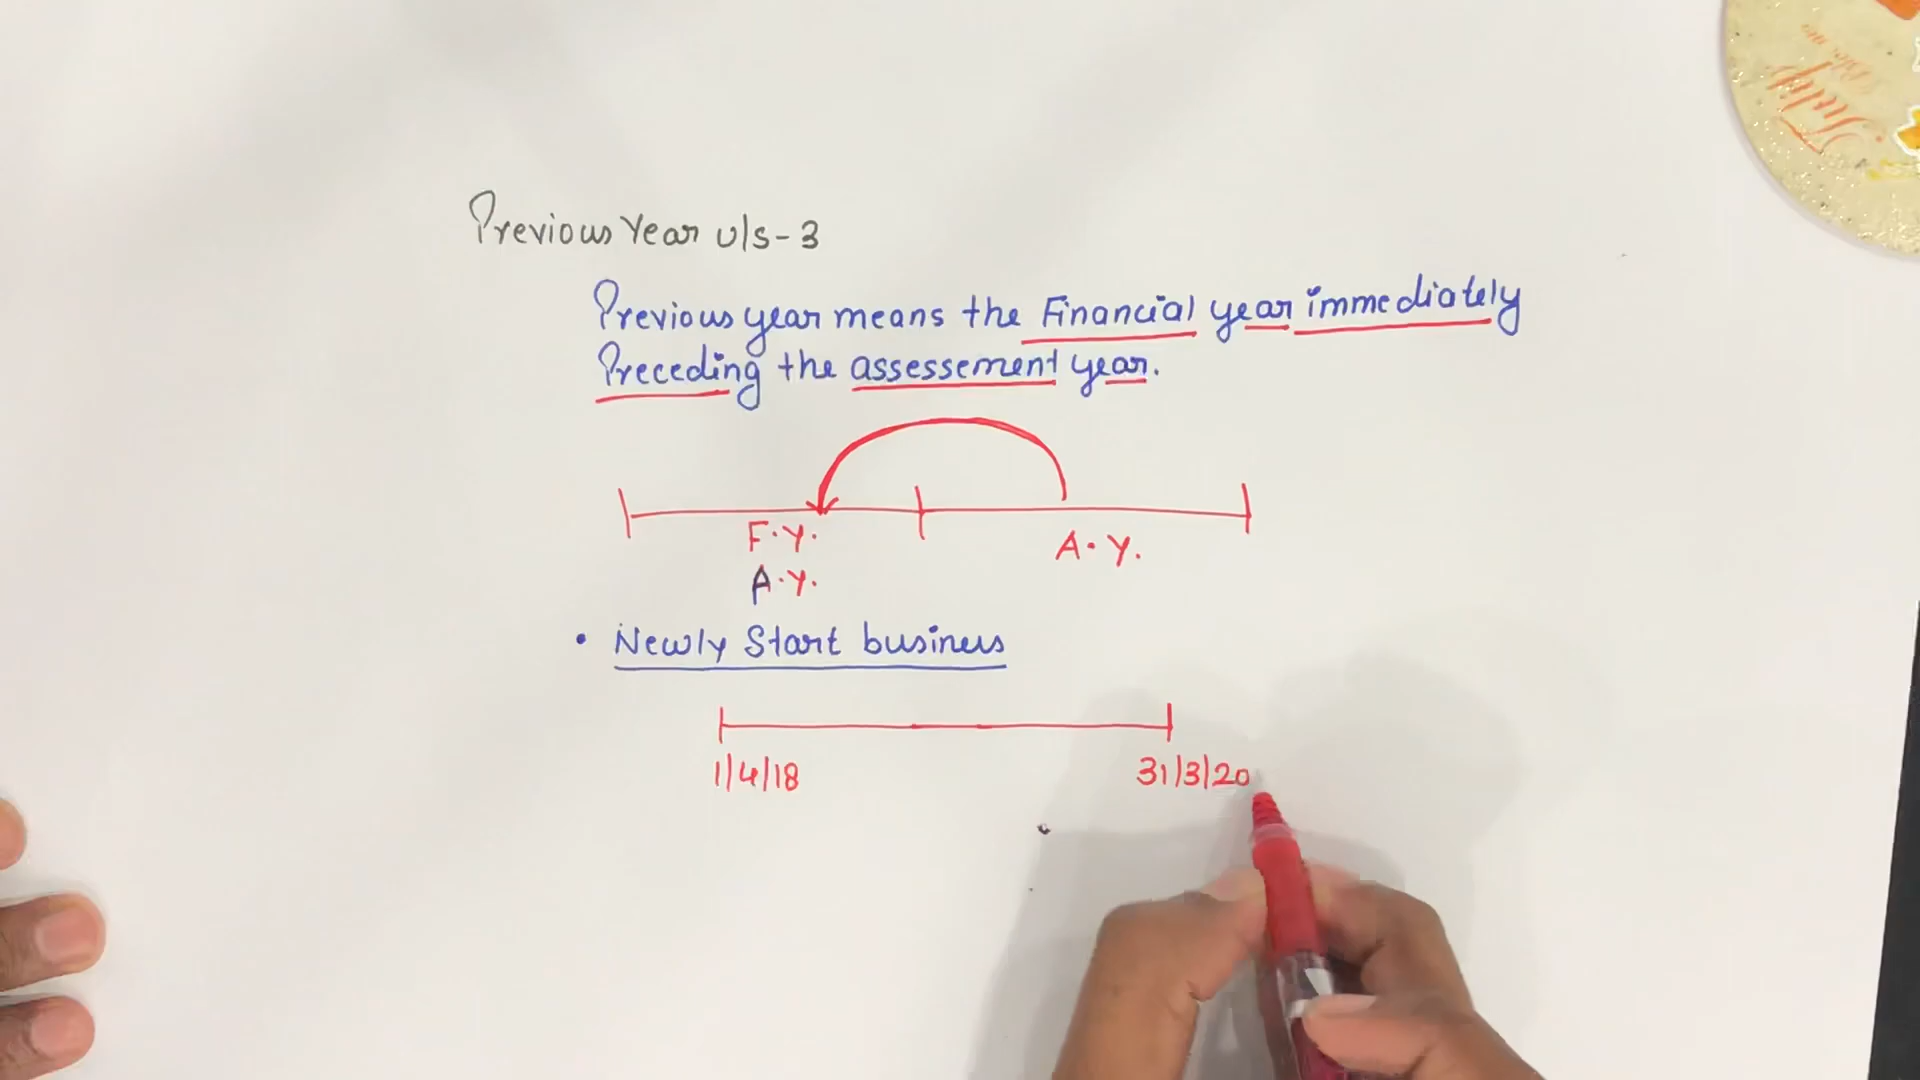 Previous Year u/s-3
Previous year means the Financial year immediately
Preceding the assessement year.
F.Y.
A.Y.
A.Y.
• Newly Start business
1/4/18
31/3/20